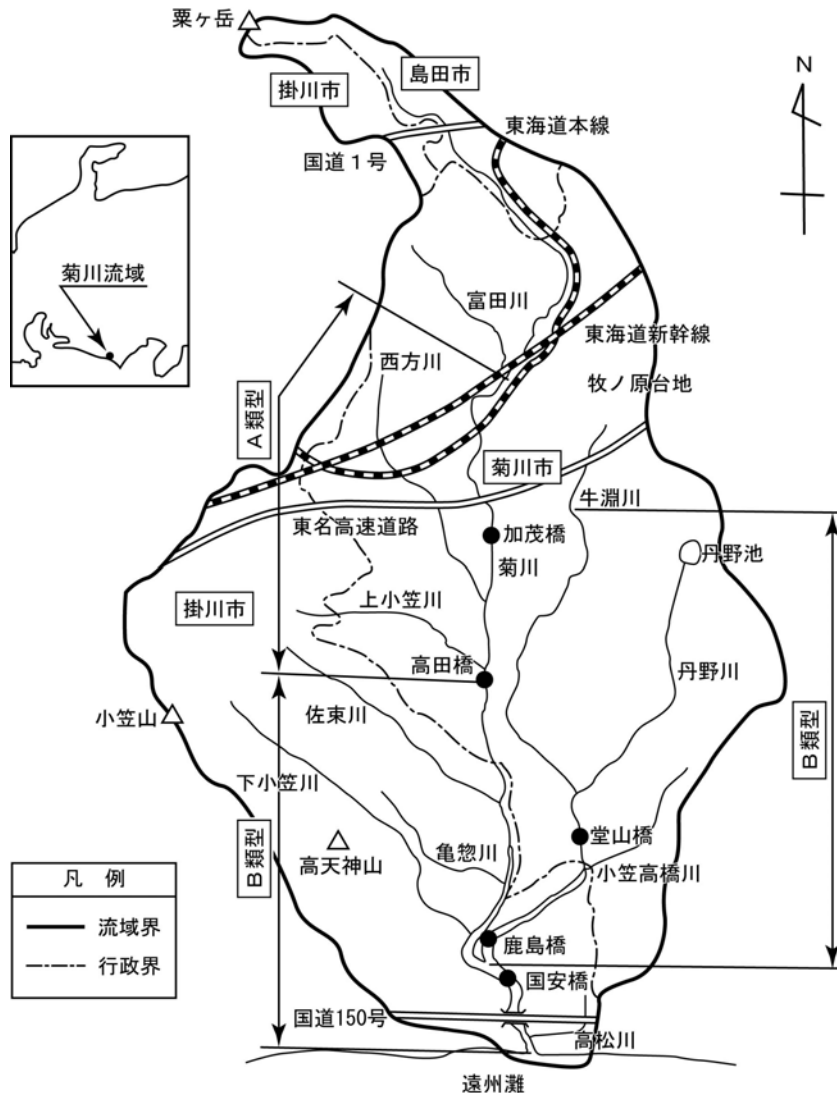 粟ヶ岳
島田市
掛川市
N
東海道本線
国道1号
菊川流域
富田川
東海道新幹線
西方川
牧ノ原台地
A類型
菊川市
牛淵川
東名高速道路
加茂橋
丹野池
菊川
掛川市
上小笠川
高田橋
丹野川
小笠山
佐束川
B類型
下小笠川
B類型
堂山橋
亀惣川
高天神山
小笠高橋川
凡 例
流域界
行政界
鹿島橋
国安橋
国道150号
高松川
遠州灘